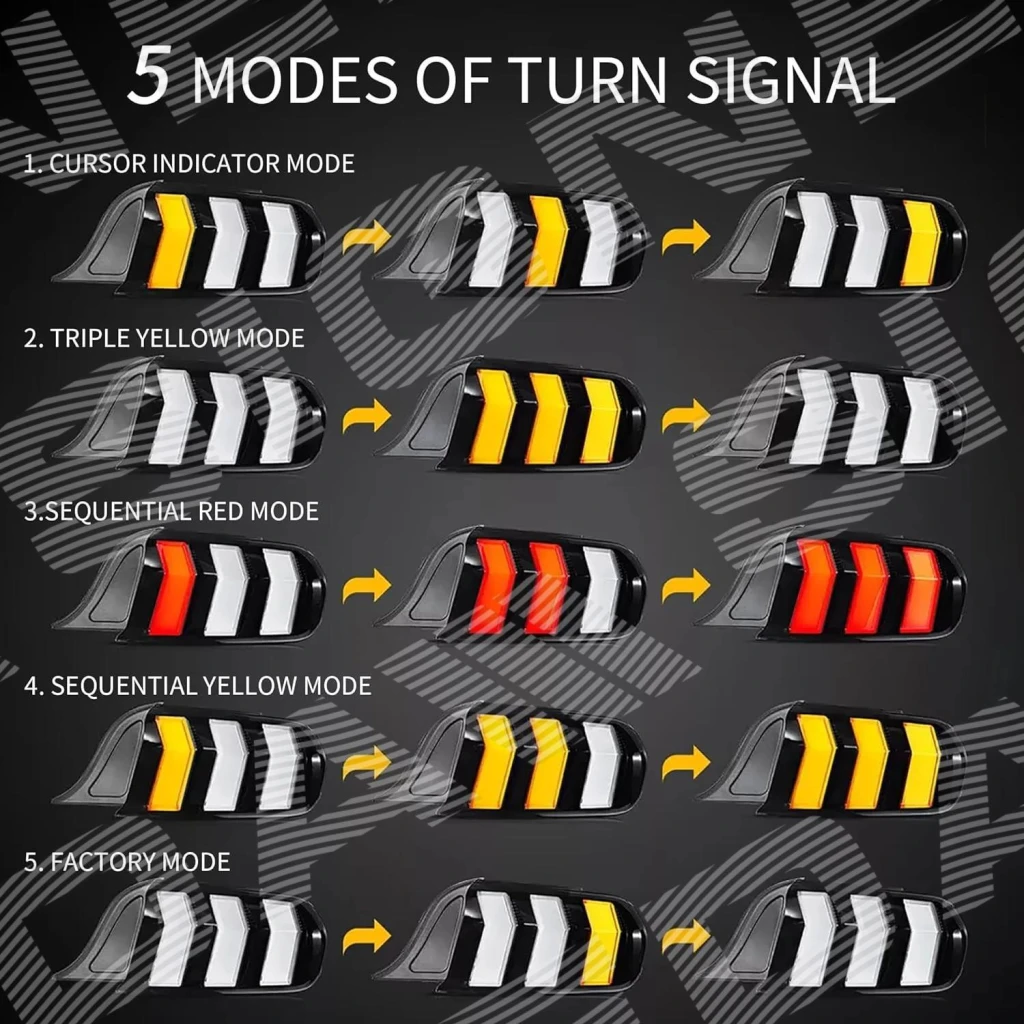 5 MODES OF TURN SIGNAL
1. CURSOR INDICATOR MODE
2. TRIPLE YELLOW MODE
3.SEQUENTIAL RED MODE
4. SEQUENTIAL YELLOW MODE
5. FACTORY MODE